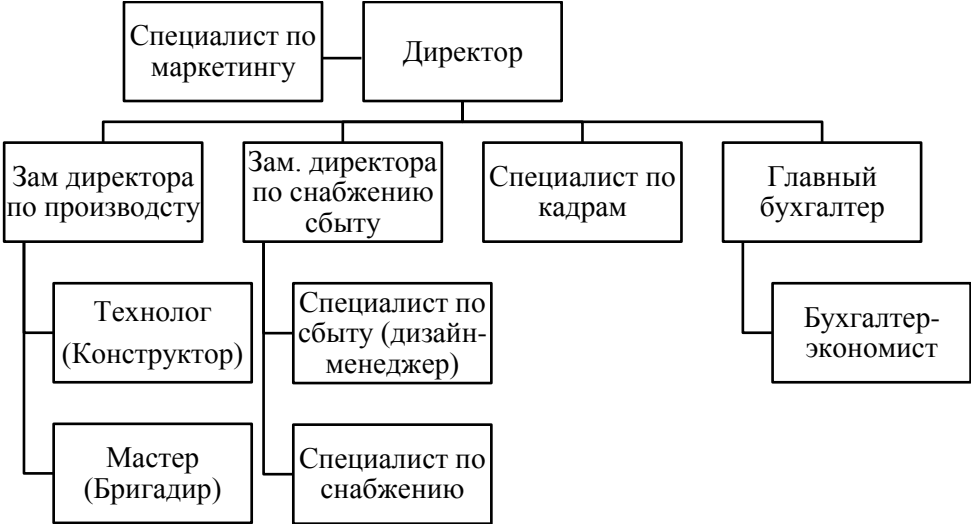 Специалист по
маркетингу
Директор
Зам директора
по производсту
Зам. директора
по снабжению
сбыту
Специалист по
кадрам
Главный
бухгалтер
Технолог
(Конструктор)
Специалист по
сбыту (дизайн-
менеджер)
Бухгалтер-
экономист
Мастер
(Бригадир)
Специалист по
снабжению